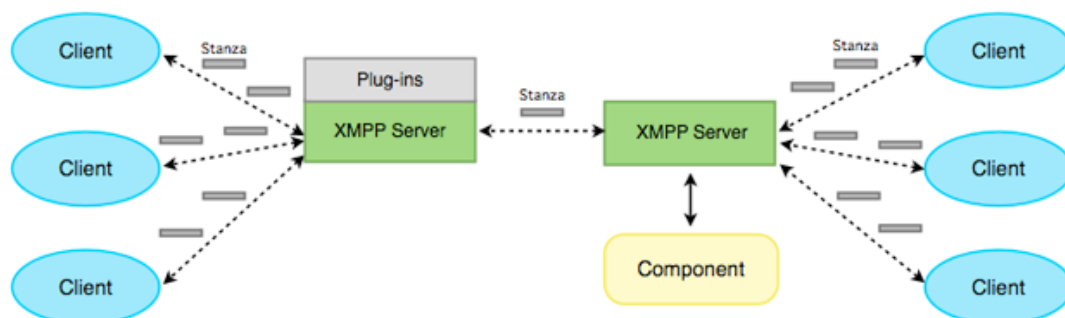 Client
Stanza
Plug-ins
XMPP Server
Client
Client
Stanza
XMPP Server
Component
Stanza
Client
Client
Client